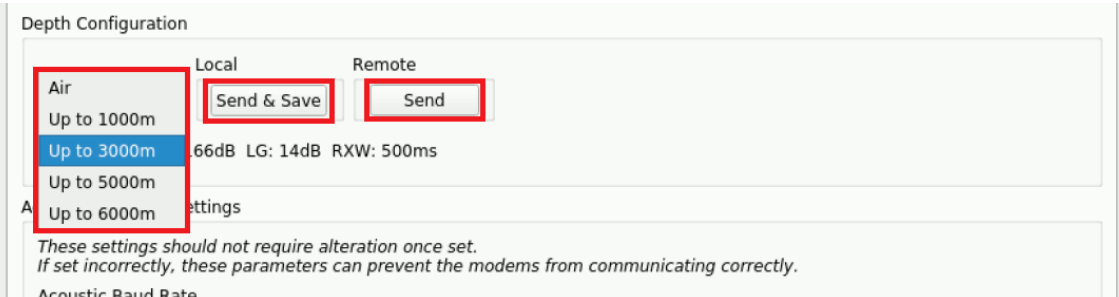 Depth Configuration
Local Remote
Air
Send & Save Send
Up to 1000m
Up to 3000m 66dB LG: 14dB RXW: 500ms
Up to 5000m
Up to 6000m
These settings should not require alteration once set.
If set incorrectly, these parameters can prevent the modems from communicating correctly.
Acoustic Baud Rate